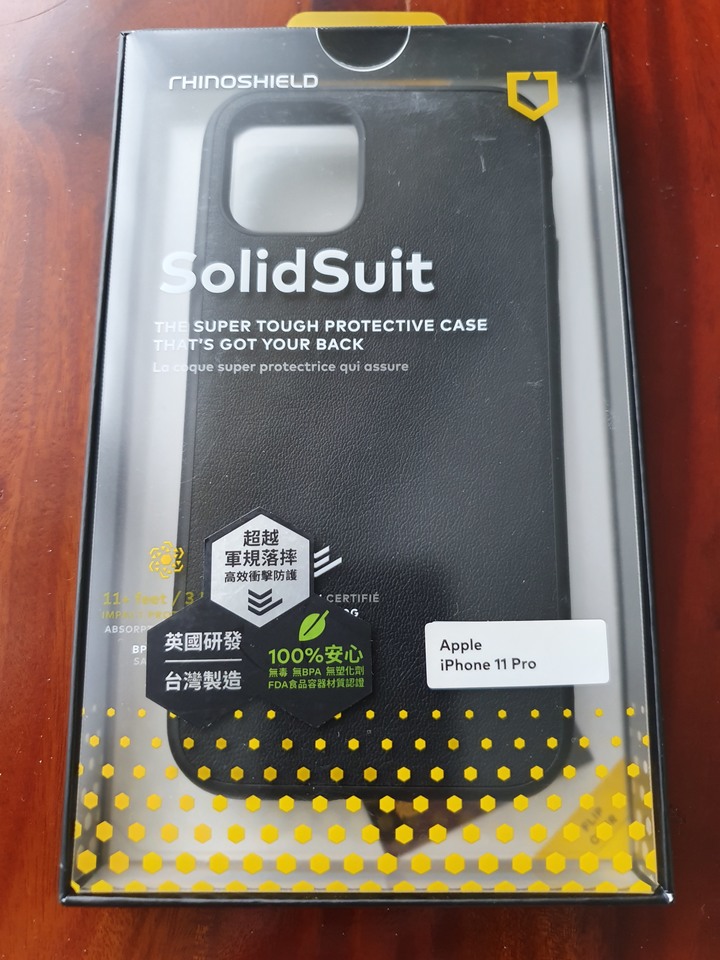 RHINOSHIELD
SolidSuit
THE SUPER TOUGH PROTECTIVE CASE
THAT'S GOT YOUR BACK
La coque super protectrice qui assure
超越
軍規落摔
高效衝擊防護
11+ feet / 3
CERTIFIÉ
英國研發
台灣製造
100%安心
無毒 無BPA 無塑化劑
FDA食品容器材質認證
Apple
iPhone 11 Pro